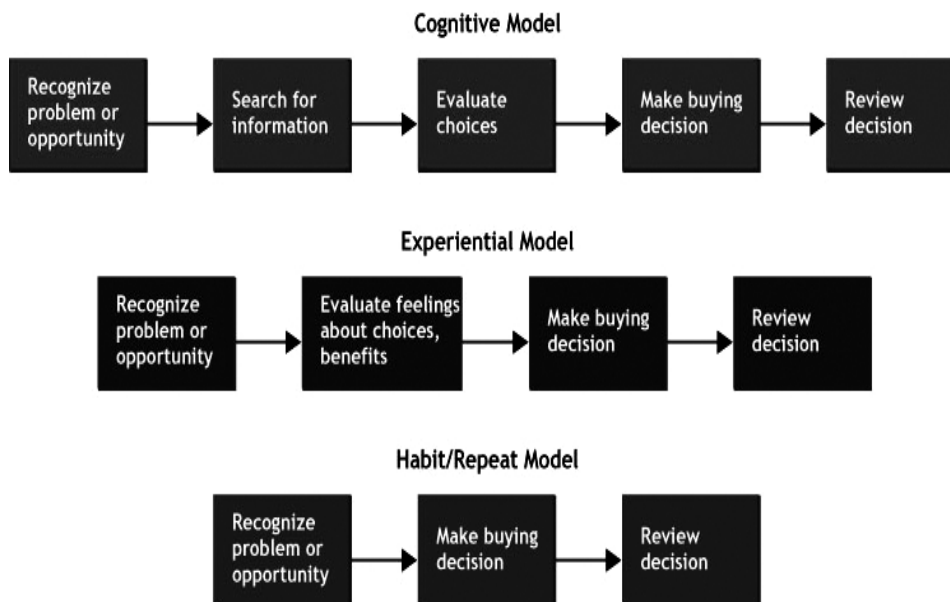 Cognitive Model
Recognize
problem or
opportunity
Search for
information
Evaluate
choices
Make buying
decision
Review
decision
Experiential Model
Recognize
problem or
opportunity
Evaluate feelings
about choices,
benefits
Make buying
decision
Review
decision
Habit/Repeat Model
Recognize
problem or
opportunity
Make buying
decision
Review
decision